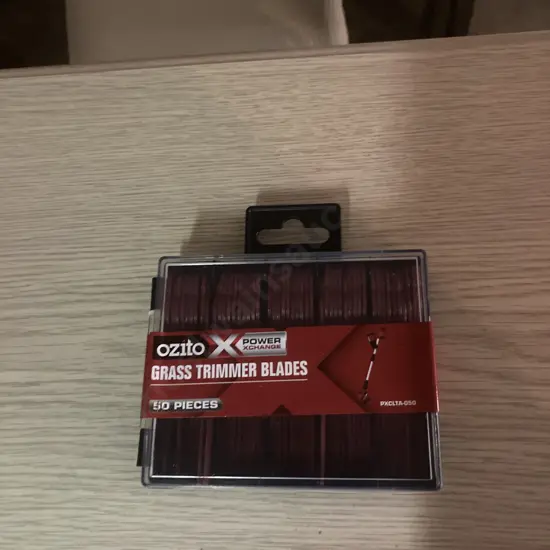 ozito X POWER
XCHANGE
GRASS TRIMMER BLADES
50 PIECES
PXCLTA-050